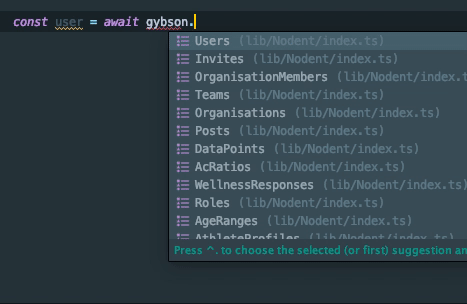 const user = await gybson.
Users (lib/Nodent/index.ts)
Invites (lib/Nodent/index.ts)
OrganisationMembers (lib/Nodent/index.t
Teams (lib/Nodent/index.ts)
Organisations (lib/Nodent/index.ts)
Posts (lib/Nodent/index.ts)
DataPoints (lib/Nodent/index.ts)
AcRatios (lib/Nodent/index.ts)
WellnessResponses (lib/Nodent/index.ts)
Roles (lib/Nodent/index.ts)
AgeRanges (lib/Nodent/index.ts)
AthleteProfiles (lib/Nodent/index.ts)
Press ^. to choose the selected (or first) suggestion an